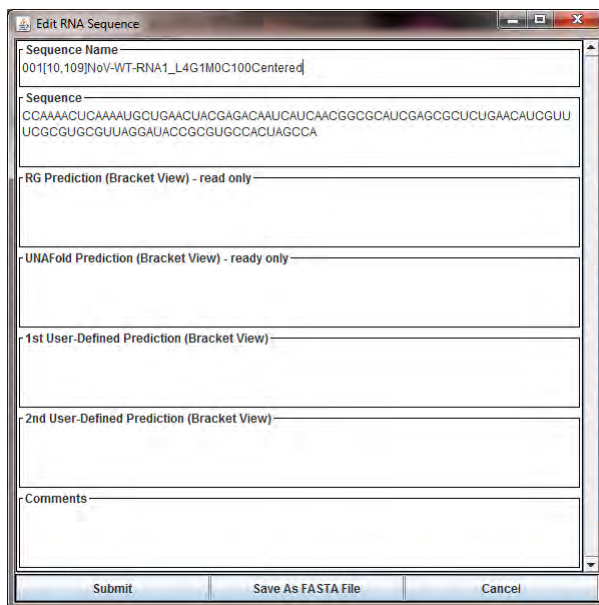 Edit RNA Sequence
Sequence Name
001[10,109]NoV-WT-RNA1_L4G1M0C100Centered
Sequence
CCAAAACUCAAAAUGCUGAACUACGAGACAAUCAUCAACGGCGCAUCGAGCGCUCUGAACAUCGUU
UCGCGUGCGUUAGGAUACCGCGUGCCACUAGCCA
RG Prediction (Bracket View) - read only
UNAFold Prediction (Bracket View) - ready only
1st User-Defined Prediction (Bracket View)
2nd User-Defined Prediction (Bracket View)
Comments
Submit Save As FASTA File Cancel